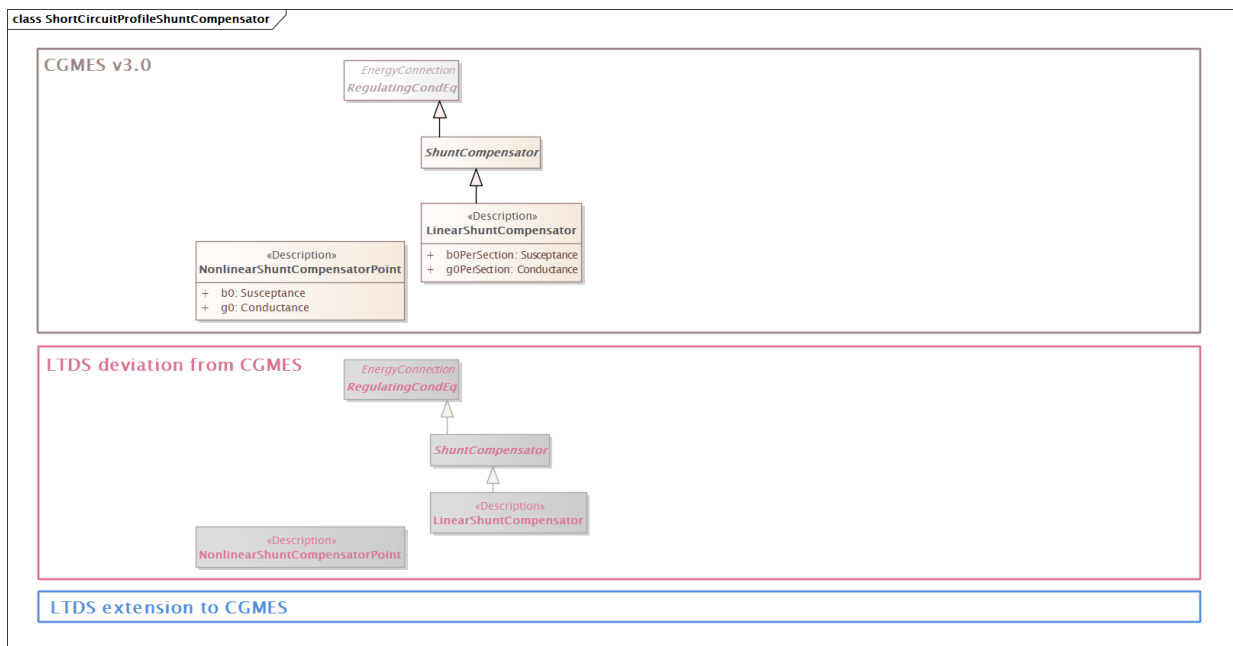 class ShortCircuitProfileShuntCompensator
CGMES v3.0
EnergyConnection
RegulatingCondEq
ShuntCompensator
«Description»
LinearShuntCompensator
+ b0PerSection: Susceptance
+ g0PerSection: Conductance
«Description»
NonlinearShuntCompensatorPoint
+ b0: Susceptance
+ g0: Conductance
LTDS deviation from CGMES
EnergyConnection
RegulatingCondEq
ShuntCompensator
«Description»
LinearShuntCompensator
«Description»
NonlinearShuntCompensatorPoint
LTDS extension to CGMES